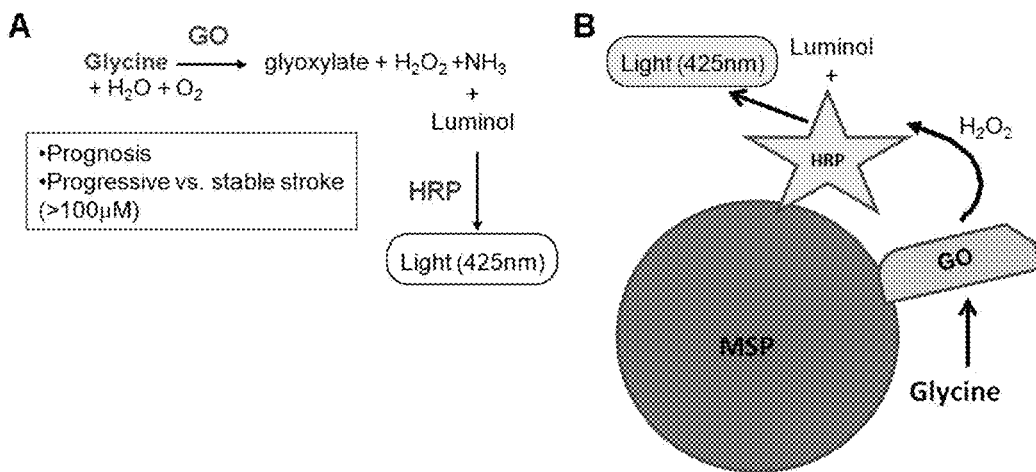 A
GO
Glycine → glyoxylate + H₂O₂ +NH₃
+ H₂O + O₂
+
Luminol
•Prognosis
•Progressive vs. stable stroke
(>100µM)
HRP
Light (425nm)
B
Light (425nm)
Luminol
+
HRP
H₂O₂
GO
MSP
Glycine